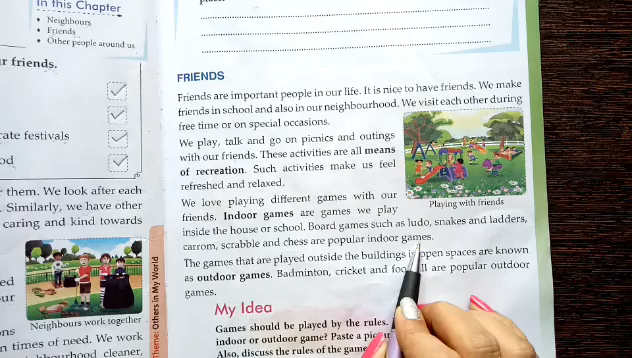 In this Chapter
• Neighbours
• Friends
• Other people around us
r friends.
rate festivals
od
them. We look after each
Similarly, we have other
caring and kind towards
ed
ur
Neighbours work together
ns
n times of need. We work
neighbourhood cleaner,
Theme: Others in My World
FRIENDS
Friends are important people in our life. It is nice to have friends. We make
friends in school and also in our neighbourhood. We visit each other during
free time or on special occasions.
We play, talk and go on picnics and outings
with our friends. These activities are all means
of recreation. Such activities make us feel
refreshed and relaxed.
Playing with friends
We love playing different games with our
friends. Indoor games are games we play
inside the house or school. Board games such as ludo, snakes and ladders,
carrom, scrabble and chess are popular indoor games.
The games that are played outside the buildings in open spaces are known
as outdoor games. Badminton, cricket and football are popular outdoor
games.
My Idea
Games should be played by the rules.
indoor or outdoor game? Paste a
Also, discuss the rules of the game